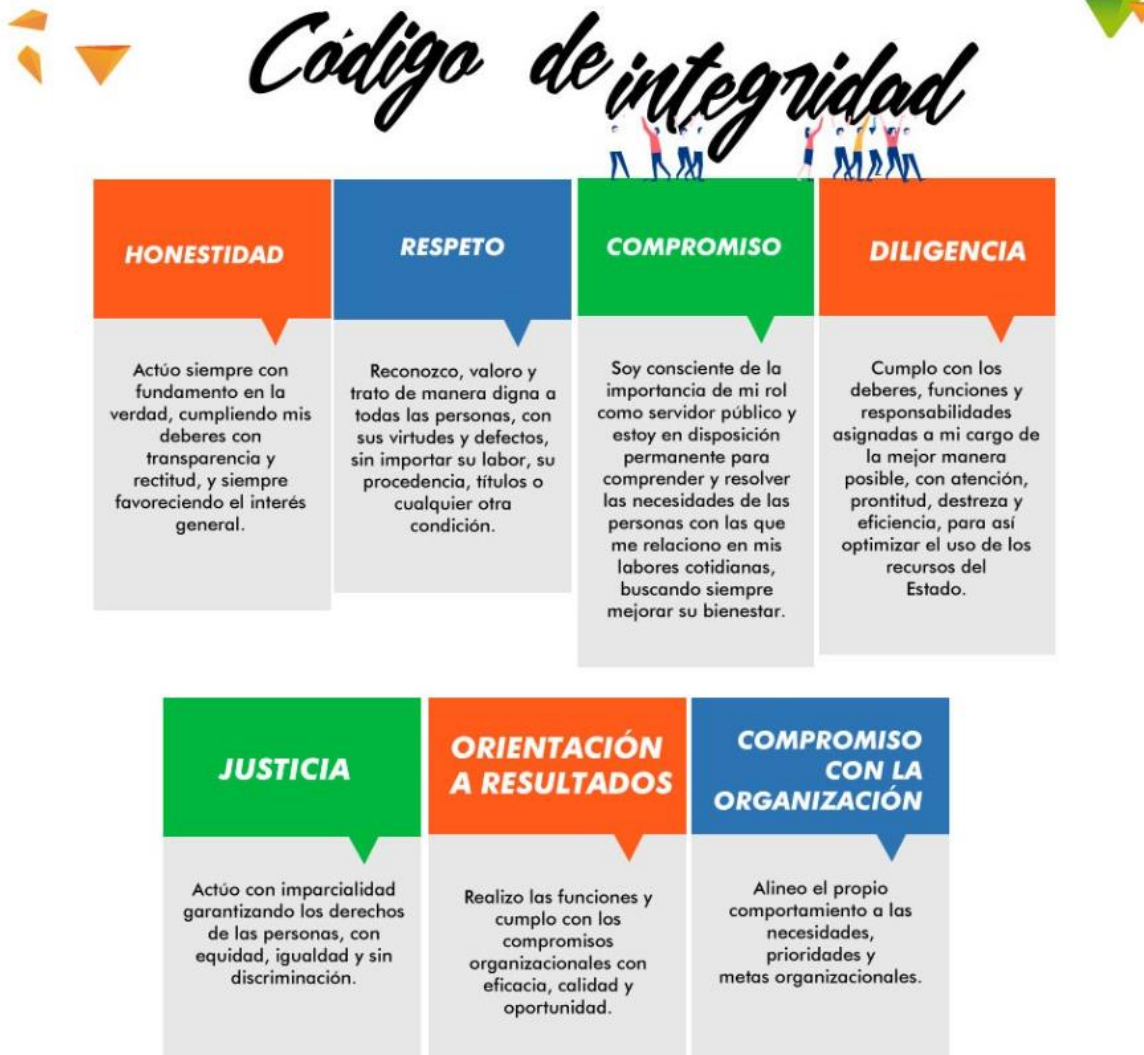 Código de integridad
HONESTIDAD
Actúo siempre con
fundamento en la
verdad, cumpliendo mis
deberes con
transparencia y
rectitud, y siempre
favoreciendo el interés
general.
RESPETO
Reconozco, valoro y
trato de manera digna a
todas las personas, con
sus virtudes y defectos,
sin importar su labor, su
procedencia, títulos o
cualquier otra
condición.
COMPROMISO
Soy consciente de la
importancia de mi rol
como servidor público y
estoy en disposición
permanente para
comprender y resolver
las necesidades de las
personas con las que
me relaciono en mis
labores cotidianas,
buscando siempre
mejorar su bienestar.
DILIGENCIA
Cumplo con los
deberes, funciones y
responsabilidades
asignadas a mi cargo de
la mejor manera
posible, con atención,
prontitud, destreza y
eficiencia, para así
optimizar el uso de los
recursos del
Estado.
JUSTICIA
Actúo con imparcialidad
garantizando los derechos
de las personas, con
equidad, igualdad y sin
discriminación.
ORIENTACIÓN
A RESULTADOS
Realizo las funciones y
cumplo con los
compromisos
organizacionales con
eficacia, calidad y
oportunidad.
COMPROMISO
CON LA
ORGANIZACIÓN
Alineo el propio
comportamiento a las
necesidades,
prioridades y
metas organizacionales.